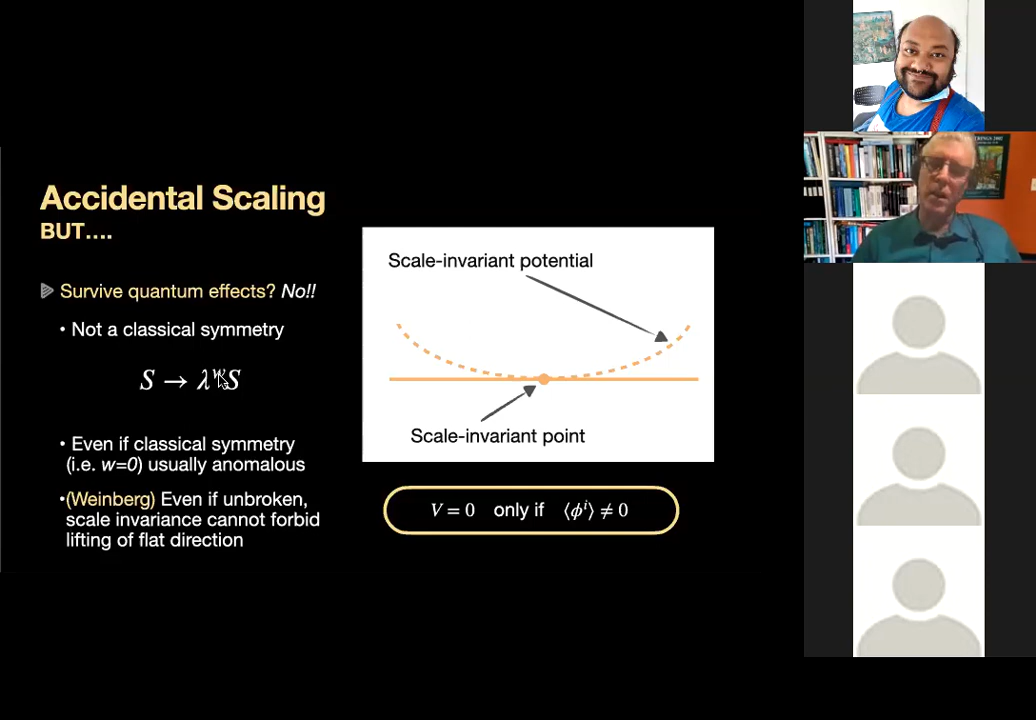 Accidental Scaling
BUT….
Survive quantum effects? No!!
• Not a classical symmetry
S → λʷS
• Even if classical symmetry
(i.e. w=0) usually anomalous
•(Weinberg) Even if unbroken,
scale invariance cannot forbid
lifting of flat direction
Scale-invariant potential
Scale-invariant point
V = 0 only if ⟨ϕⁱ⟩ ≠ 0